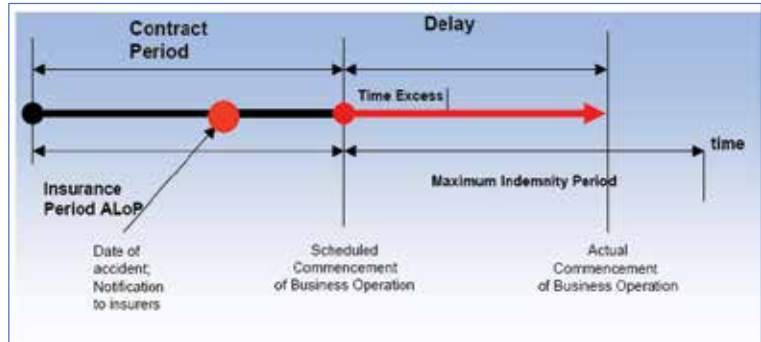 Contract
Period
Delay
Time Excess
time
Insurance
Period ALoP
Maximum Indemnity Period
Date of
accident;
Notification
to insurers
Scheduled
Commencement
of Business Operation
Actual
Commencement
of Business Operation